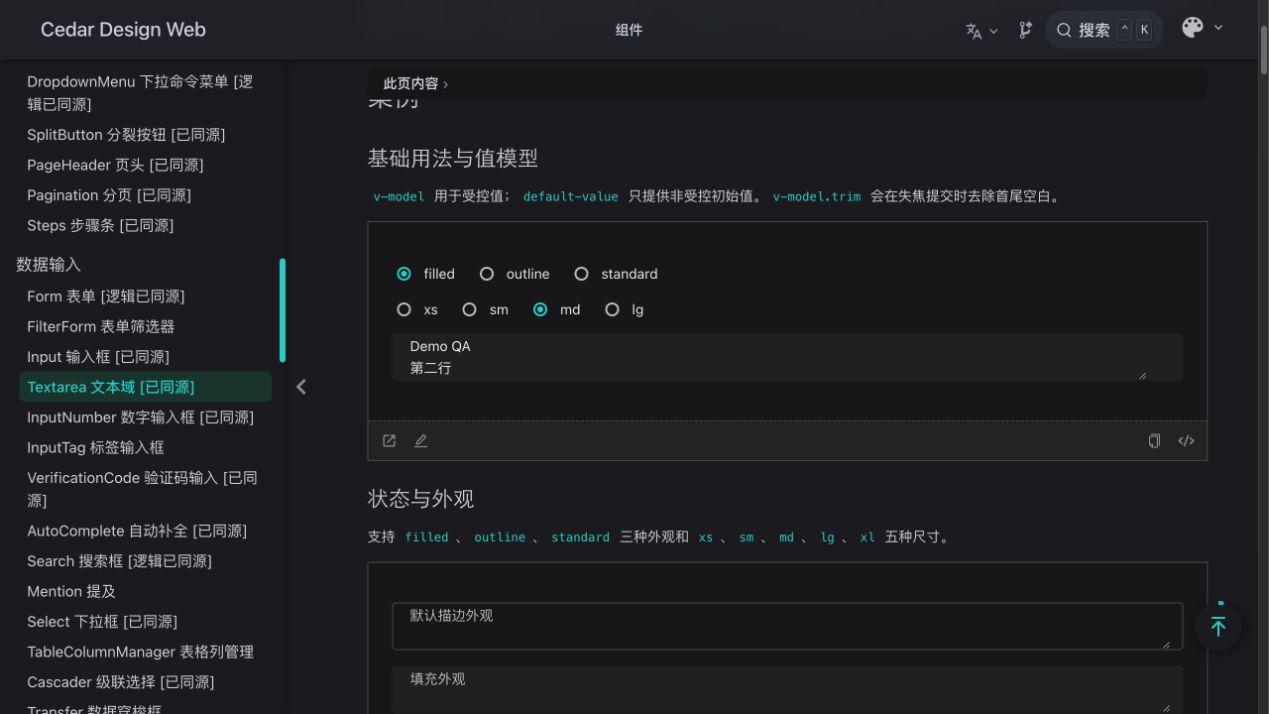 Cedar Design Web
组件
搜索
^
K
DropdownMenu 下拉命令菜单 [逻
辑已同源]
SplitButton 分裂按钮 [已同源]
PageHeader 页头 [已同源]
Pagination 分页 [已同源]
Steps 步骤条 [已同源]
数据输入
Form 表单 [逻辑已同源]
FilterForm 表单筛选器
Input 输入框 [已同源]
Textarea 文本域 [已同源]
InputNumber 数字输入框 [已同源]
InputTag 标签输入框
VerificationCode 验证码输入 [已同
源]
AutoComplete 自动补全 [已同源]
Search 搜索框 [逻辑已同源]
Mention 提及
Select 下拉框 [已同源]
TableColumnManager 表格列管理
Cascader 级联选择 [已同源]
Transfer 数据穿梭框
此页内容 ›
案例
基础用法与值模型
v-model 用于受控值； default-value 只提供非受控初始值。 v-model.trim 会在失焦提交时去除首尾空白。
filled outline standard
xs sm md lg
Demo QA
第二行
状态与外观
支持 filled 、 outline 、 standard 三种外观和 xs 、 sm 、 md 、 lg 、 xl 五种尺寸。
默认描边外观
填充外观